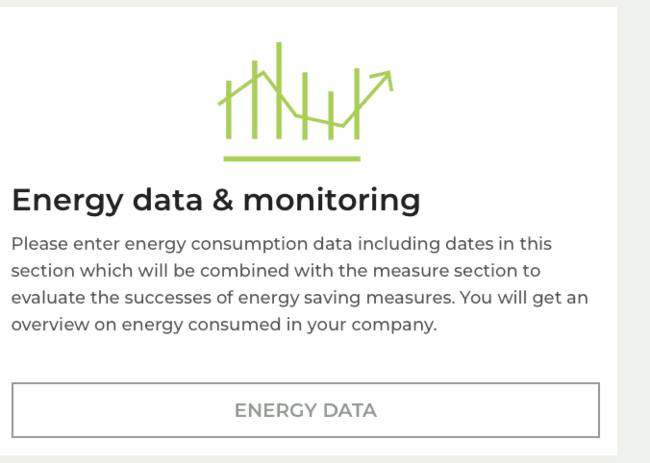 Energy data & monitoring
Please enter energy consumption data including dates in this
section which will be combined with the measure section to
evaluate the successes of energy saving measures. You will get an
overview on energy consumed in your company.
ENERGY DATA